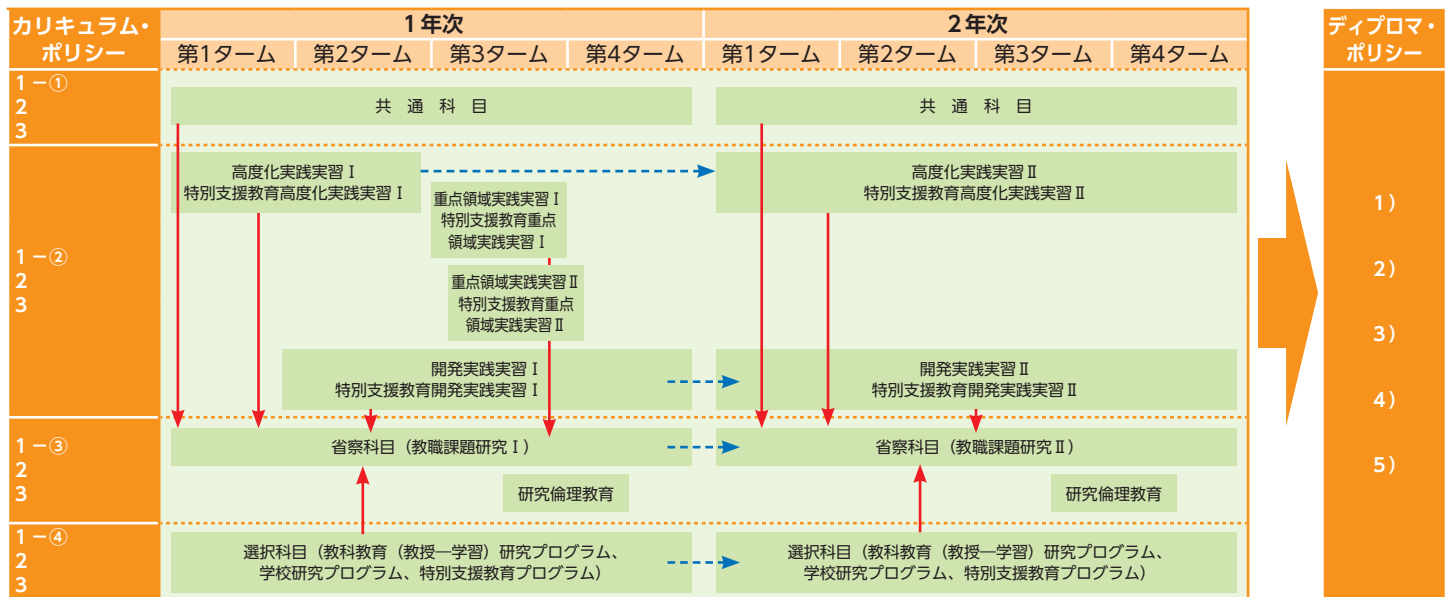 カリキュラム・
ポリシー
1年次
2年次
ディプロマ・
ポリシー
第1ターム
第2ターム
第3ターム
第4ターム
第1ターム
第2ターム
第3ターム
第4ターム
1－①
2
3
共　通　科　目
共　通　科　目
1－②
2
3
高度化実践実習Ⅰ
特別支援教育高度化実践実習Ⅰ
重点領域実践実習Ⅰ
特別支援教育重点
領域実践実習Ⅰ
重点領域実践実習Ⅱ
特別支援教育重点
領域実践実習Ⅱ
開発実践実習Ⅰ
特別支援教育開発実践実習Ⅰ
高度化実践実習Ⅱ
特別支援教育高度化実践実習Ⅱ
開発実践実習Ⅱ
特別支援教育開発実践実習Ⅱ
1－③
2
3
省察科目（教職課題研究Ⅰ）
研究倫理教育
省察科目（教職課題研究Ⅱ）
研究倫理教育
1－④
2
3
選択科目（教科教育（教授―学習）研究プログラム、
学校研究プログラム、特別支援教育プログラム）
選択科目（教科教育（教授―学習）研究プログラム、
学校研究プログラム、特別支援教育プログラム）
1）
2）
3）
4）
5）